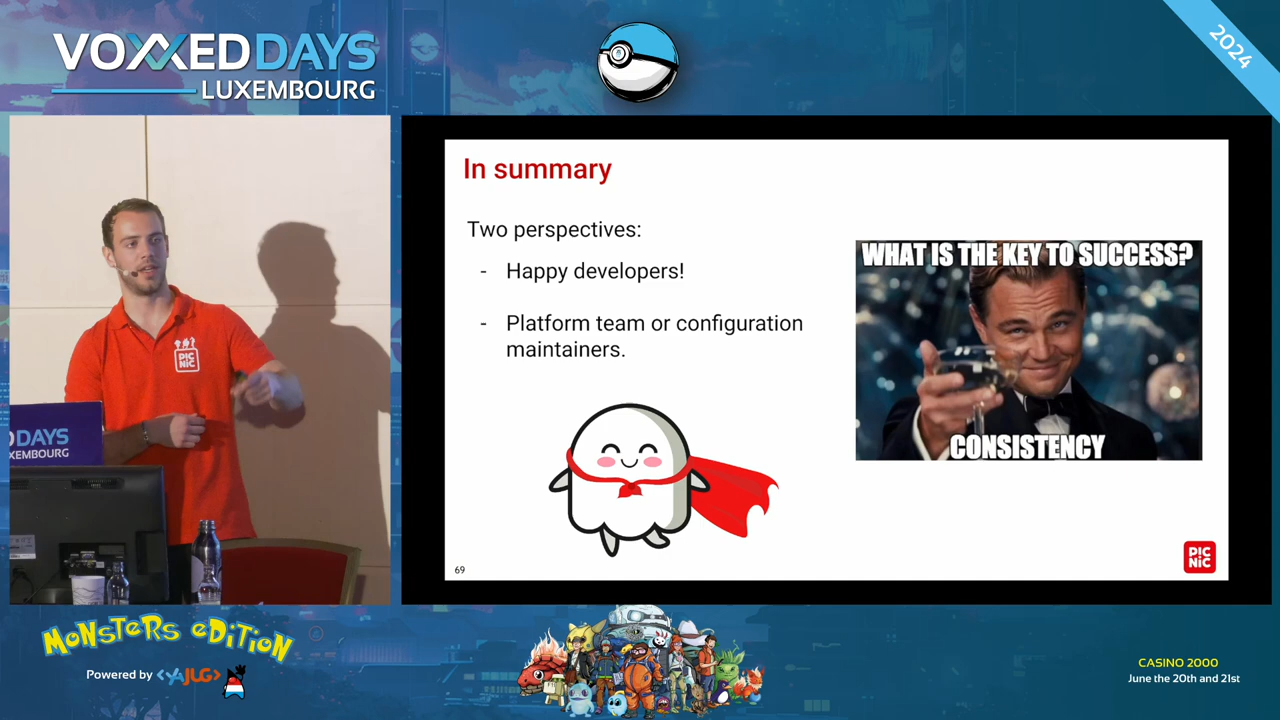 VOXXEDDAYS
LUXEMBOURG
2024
In summary
Two perspectives:
- Happy developers!
- Platform team or configuration
maintainers.
WHAT IS THE KEY TO SUCCESS?
CONSISTENCY
PIC
NiC
69
PIC
NiC
DAYS
XEMBOURG
MONSTERS EDITION
Powered by <YAJUG>
CASINO 2000
June the 20th and 21st